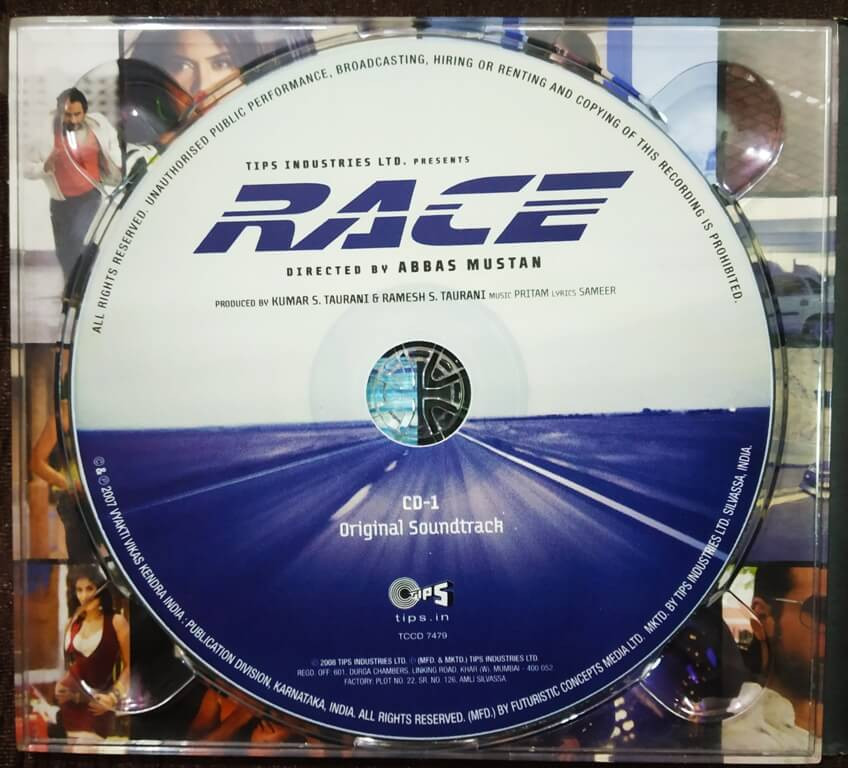 ALL RIGHTS RESERVED. UNAUTHORISED PUBLIC PERFORMANCE, BROADCASTING, HIRING OR RENTING AND COPYING OF THIS RECORDING IS PROHIBITED.
TIPS INDUSTRIES LTD. PRESENTS
RACE
DIRECTED BY ABBAS MUSTAN
PRODUCED BY KUMAR S. TAURANI & RAMESH S. TAURANI MUSIC PRITAM LYRICS SAMEER
CD-1
Original Soundtrack
TIPS
tips.in
TCCD 7479
© 2008 TIPS INDUSTRIES LTD. ℗ (MFD. & MKTD.) TIPS INDUSTRIES LTD.
REGD. OFF: 601, DURGA CHAMBERS, LINKING ROAD, KHAR (W), MUMBAI - 400 052.
FACTORY: PLOT NO. 22, SR. NO. 126, AMLI SILVASSA.
© & ℗ 2007 VYAKTI VIKAS KENDRA INDIA : PUBLICATION DIVISION, KARNATAKA, INDIA. ALL RIGHTS RESERVED. (MFD.) BY FUTURISTIC CONCEPTS MEDIA LTD. MKTD. BY TIPS INDUSTRIES LTD. SILVASSA, INDIA.